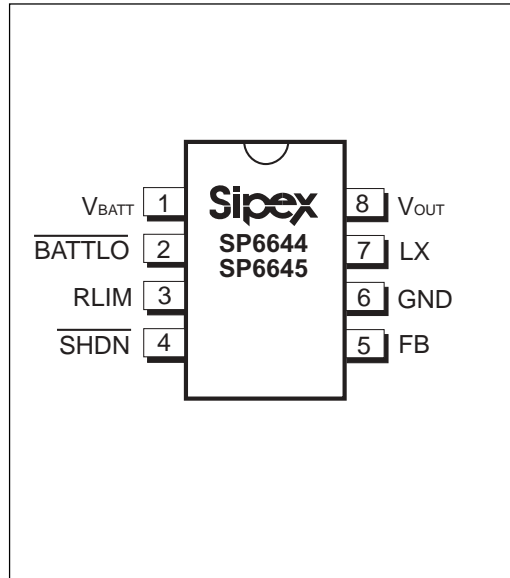 Sipex
SP6644
SP6645
VBATT 1
BATTLO 2
RLIM 3
SHDN 4
8 VOUT
7 LX
6 GND
5 FB